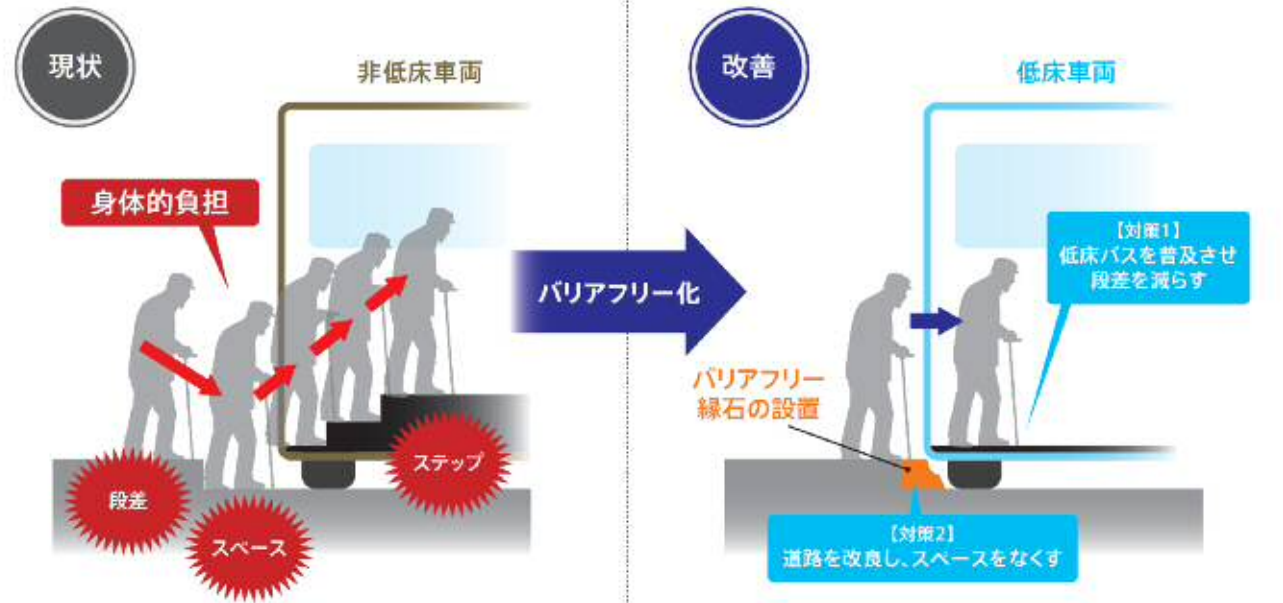 現状
非低床車両
身体的負担
段差
スペース
ステップ
バリアフリー化
改善
低床車両
【対策1】
低床バスを普及させ
段差を減らす
バリアフリー
縁石の設置
【対策2】
道路を改良し、スペースをなくす